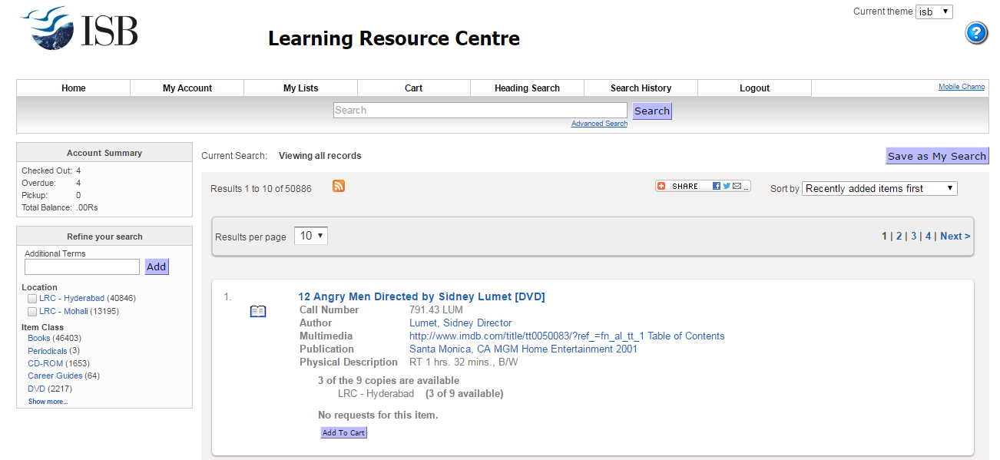 Current theme isb
ISB
Learning Resource Centre
?
Home My Account My Lists Cart Heading Search Search History Logout Mobile Chamo
Search Search
Advanced Search
Account Summary
Checked Out: 4
Overdue: 4
Pickup: 0
Total Balance: .00Rs
Refine your search
Additional Terms
Add
Location
LRC - Hyderabad (40846)
LRC - Mohali (13195)
Item Class
Books (46403)
Periodicals (3)
CD-ROM (1653)
Career Guides (64)
DVD (2217)
Show more...
Current Search: Viewing all records Save as My Search
Results 1 to 10 of 50886 SHARE ... Sort by Recently added items first
Results per page 10 1 | 2 | 3 | 4 | Next >
1. 12 Angry Men Directed by Sidney Lumet [DVD]
Call Number 791.43 LUM
Author Lumet, Sidney Director
Multimedia http://www.imdb.com/title/tt0050083/?ref_=fn_al_tt_1 Table of Contents
Publication Santa Monica, CA MGM Home Entertainment 2001
Physical Description RT 1 hrs. 32 mins., B/W
3 of the 9 copies are available
LRC - Hyderabad (3 of 9 available)
No requests for this item.
Add To Cart